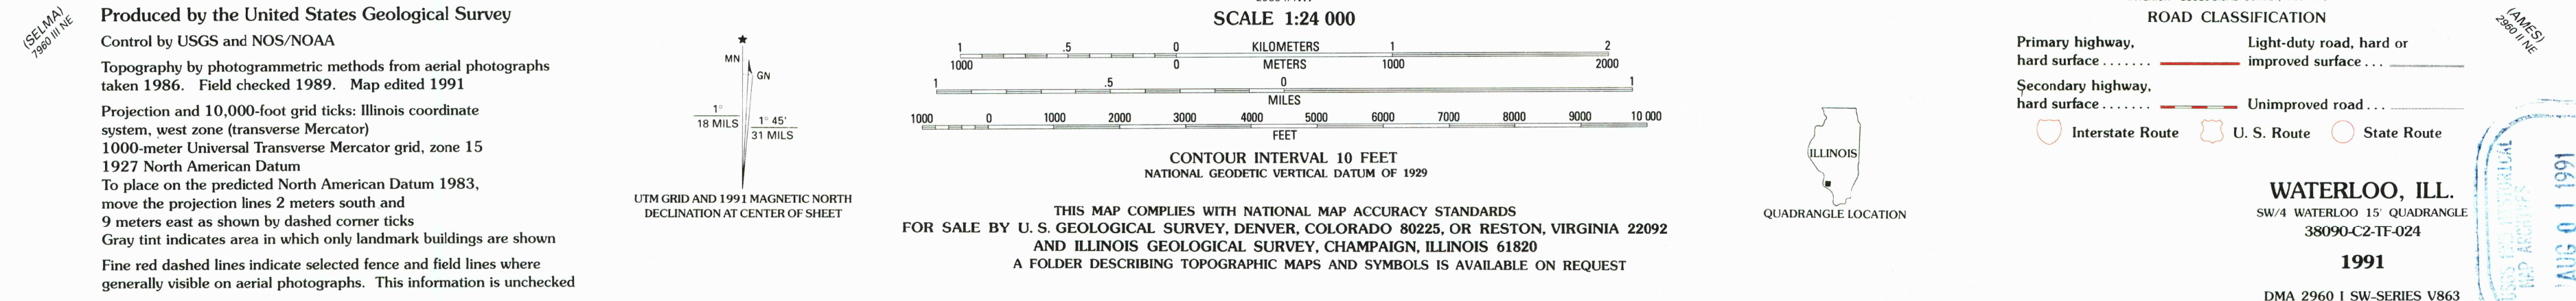 (SELMA)
7960 III NE
Produced by the United States Geological Survey
Control by USGS and NOS/NOAA
Topography by photogrammetric methods from aerial photographs
taken 1986. Field checked 1989. Map edited 1991
Projection and 10,000-foot grid ticks: Illinois coordinate
system, west zone (transverse Mercator)
1000-meter Universal Transverse Mercator grid, zone 15
1927 North American Datum
To place on the predicted North American Datum 1983,
move the projection lines 2 meters south and
9 meters east as shown by dashed corner ticks
Gray tint indicates area in which only landmark buildings are shown
Fine red dashed lines indicate selected fence and field lines where
generally visible on aerial photographs. This information is unchecked
MN
GN
1°
18 MILS
1° 45'
31 MILS
UTM GRID AND 1991 MAGNETIC NORTH
DECLINATION AT CENTER OF SHEET
SCALE 1:24 000
1 .5 0 KILOMETERS 1 2
1000 0 METERS 1000 2000
1 .5 0 1
MILES
1000 0 1000 2000 3000 4000 5000 6000 7000 8000 9000 10 000
FEET
CONTOUR INTERVAL 10 FEET
NATIONAL GEODETIC VERTICAL DATUM OF 1929
THIS MAP COMPLIES WITH NATIONAL MAP ACCURACY STANDARDS
FOR SALE BY U. S. GEOLOGICAL SURVEY, DENVER, COLORADO 80225, OR RESTON, VIRGINIA 22092
AND ILLINOIS GEOLOGICAL SURVEY, CHAMPAIGN, ILLINOIS 61820
A FOLDER DESCRIBING TOPOGRAPHIC MAPS AND SYMBOLS IS AVAILABLE ON REQUEST
ILLINOIS
QUADRANGLE LOCATION
ROAD CLASSIFICATION
Primary highway,
hard surface .......
Light-duty road, hard or
improved surface ...
Secondary highway,
hard surface .......
Unimproved road ...
Interstate Route
U. S. Route
State Route
(AMES)
2960 II NE
WATERLOO, ILL.
SW/4 WATERLOO 15' QUADRANGLE
38090-C2-TF-024
1991
DMA 2960 I SW-SERIES V863
HISTORICAL
MAP ARCHIVES
AUG 01 1991